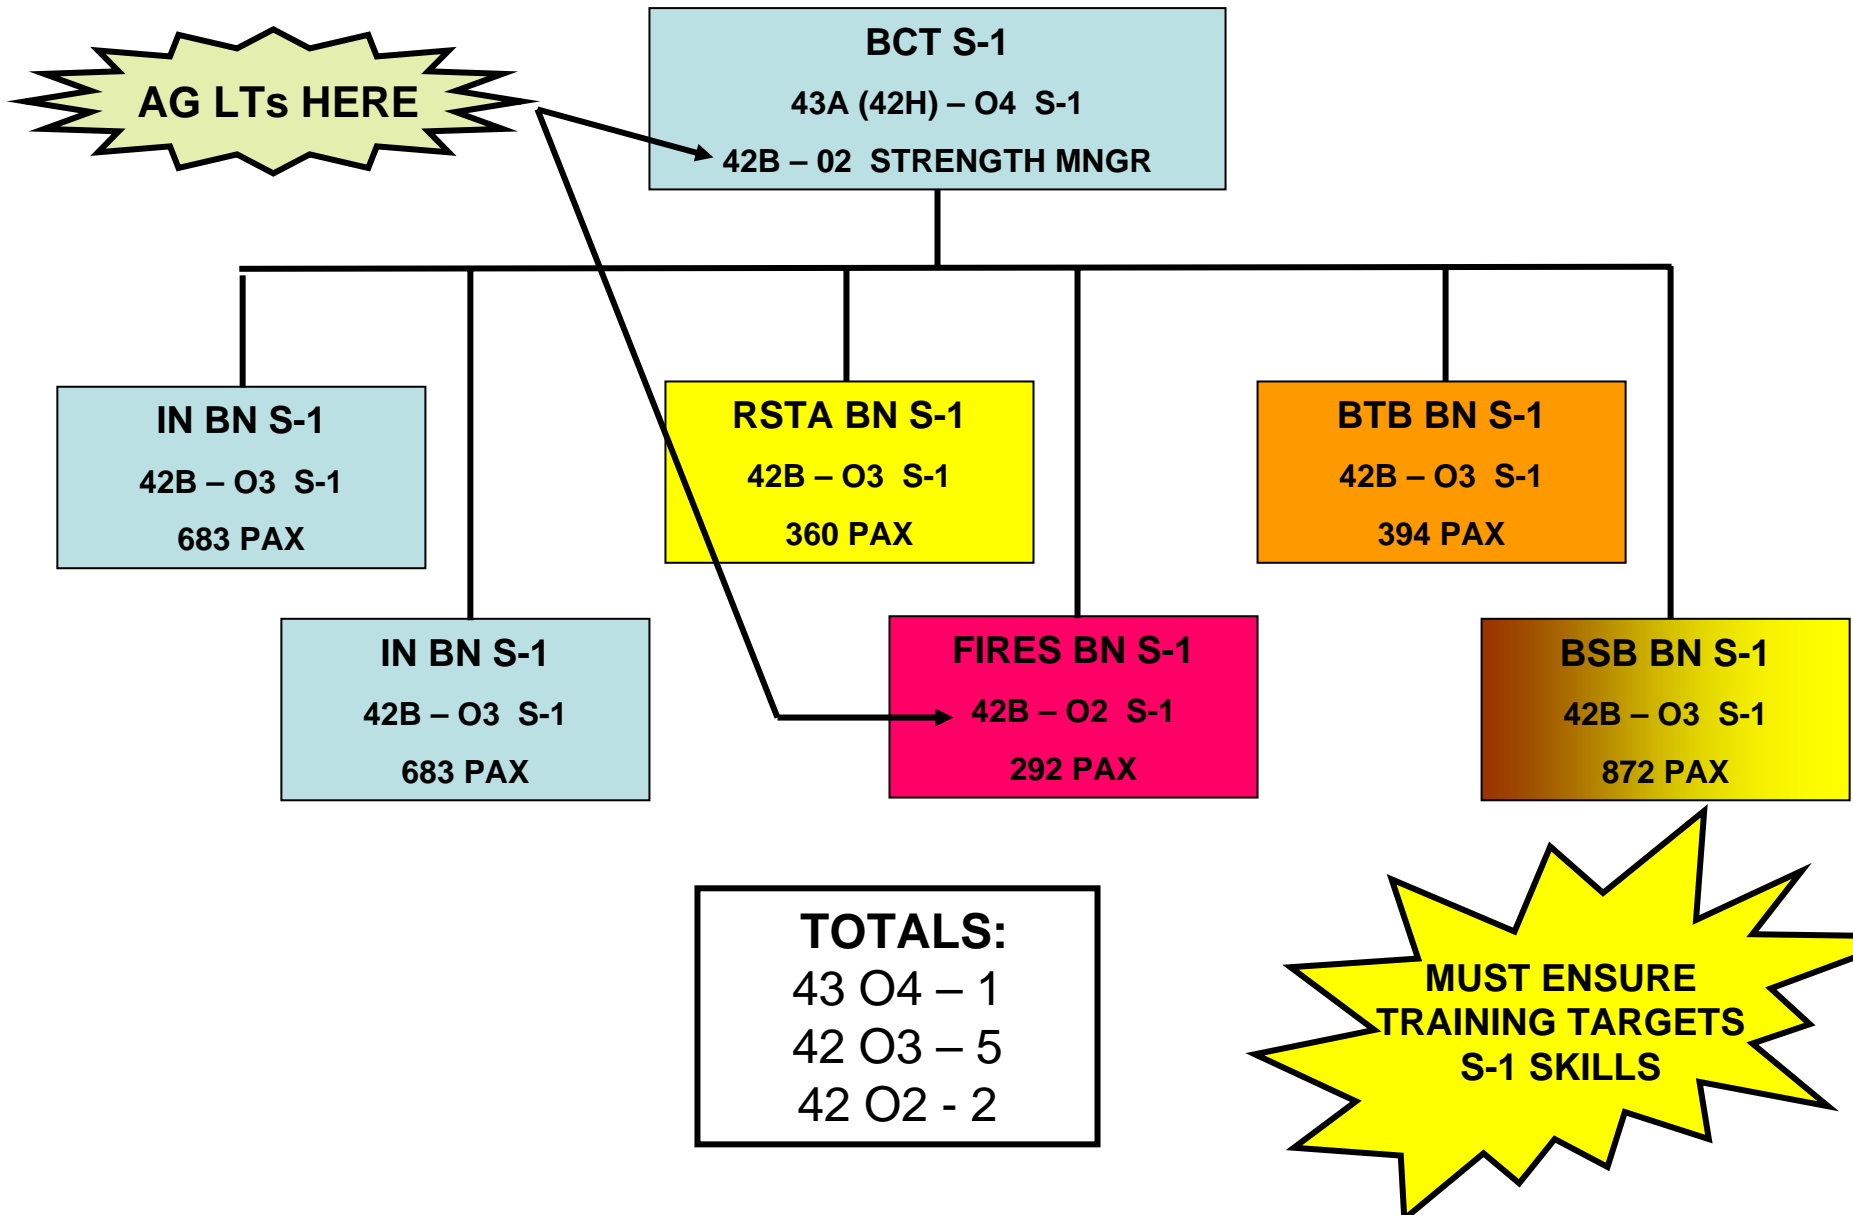 AG LTs HERE
BCT S-1
43A (42H) – O4  S-1
42B – 02  STRENGTH MNGR
IN BN S-1
42B – O3  S-1
683 PAX
RSTA BN S-1
42B – O3  S-1
360 PAX
BTB BN S-1
42B – O3  S-1
394 PAX
IN BN S-1
42B – O3  S-1
683 PAX
FIRES BN S-1
42B – O2  S-1
292 PAX
BSB BN S-1
42B – O3  S-1
872 PAX
TOTALS:
43 O4 – 1
42 O3 – 5
42 O2 - 2
MUST ENSURE
TRAINING TARGETS
S-1 SKILLS